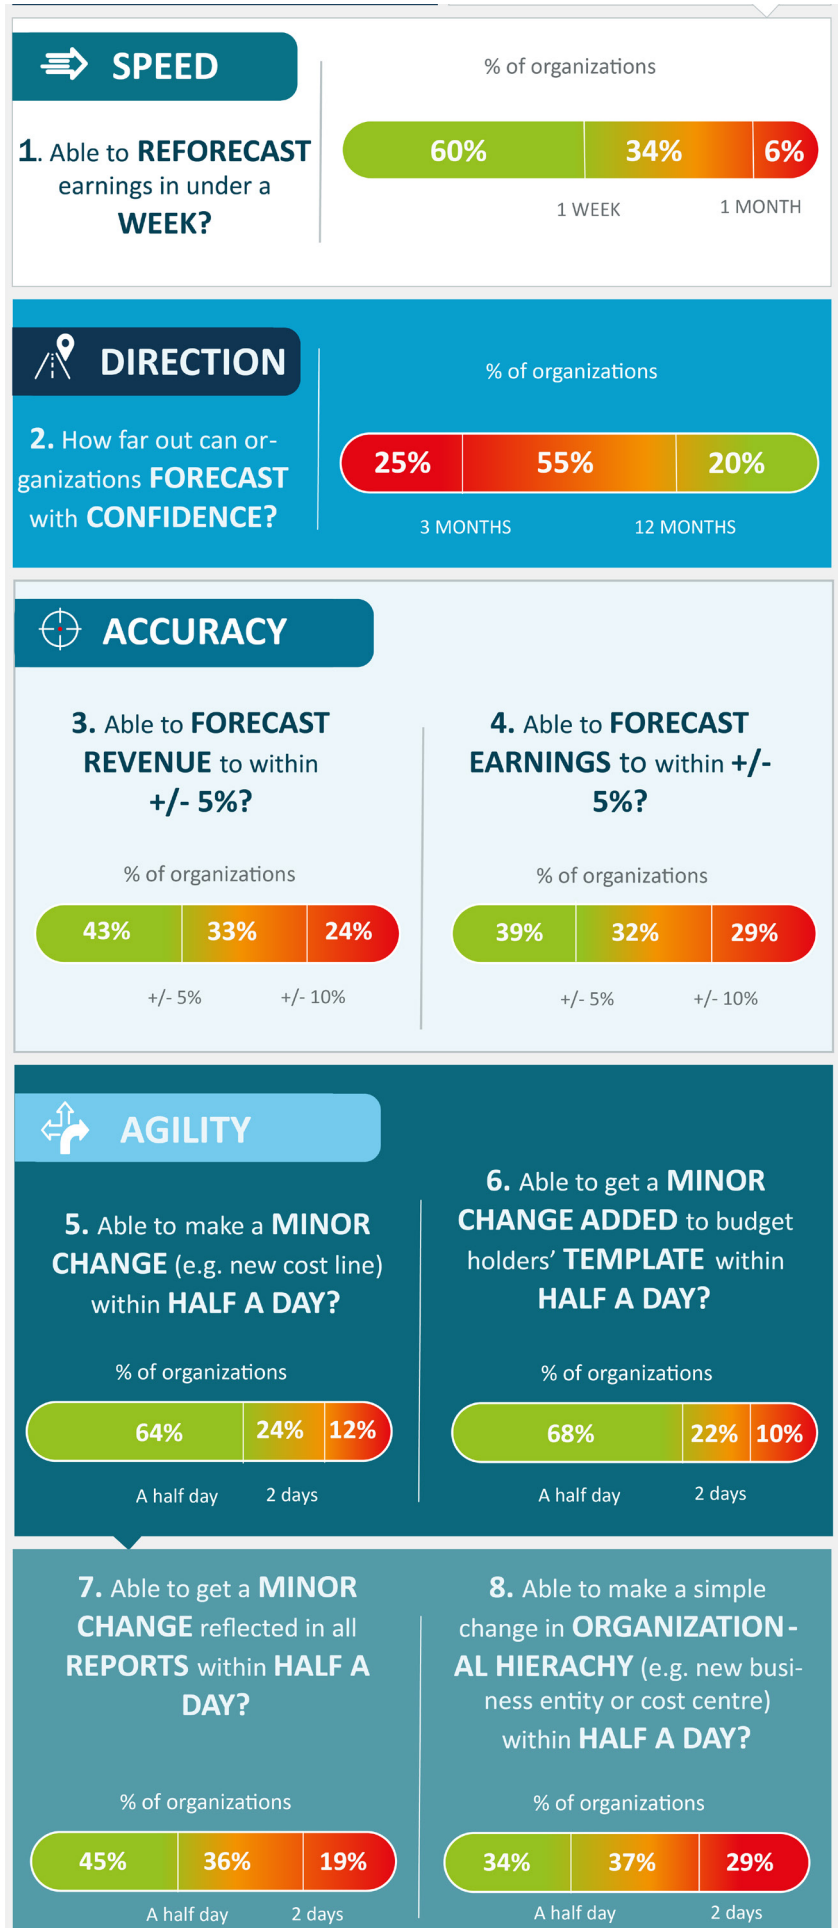 SPEED
% of organizations
1. Able to REFORECAST
earnings in under a
WEEK?
60% 34% 6%
1 WEEK 1 MONTH
DIRECTION
% of organizations
2. How far out can or-
ganizations FORECAST
with CONFIDENCE?
25% 55% 20%
3 MONTHS 12 MONTHS
ACCURACY
3. Able to FORECAST
REVENUE to within
+/- 5%?
% of organizations
43% 33% 24%
+/- 5% +/- 10%
4. Able to FORECAST
EARNINGS to within +/-
5%?
% of organizations
39% 32% 29%
+/- 5% +/- 10%
AGILITY
5. Able to make a MINOR
CHANGE (e.g. new cost line)
within HALF A DAY?
% of organizations
64% 24% 12%
A half day 2 days
6. Able to get a MINOR
CHANGE ADDED to budget
holders’ TEMPLATE within
HALF A DAY?
% of organizations
68% 22% 10%
A half day 2 days
7. Able to get a MINOR
CHANGE reflected in all
REPORTS within HALF A
DAY?
% of organizations
45% 36% 19%
A half day 2 days
8. Able to make a simple
change in ORGANIZATION-
AL HIERACHY (e.g. new busi-
ness entity or cost centre)
within HALF A DAY?
% of organizations
34% 37% 29%
A half day 2 days